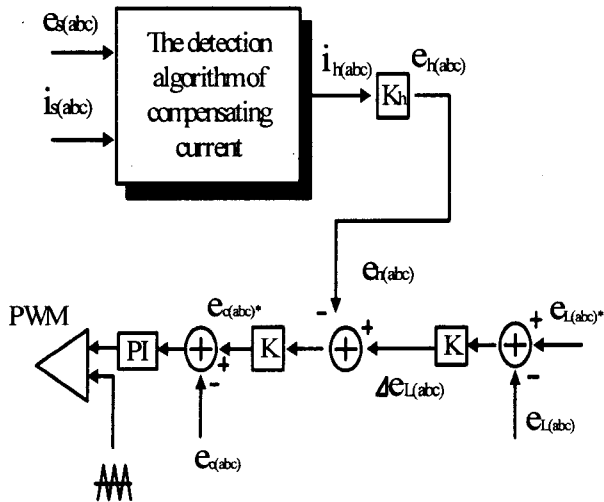 es(abc)
is(abc)
The detection
algorithm of
compensating
current
ih(abc)
Kh
eh(abc)
eh(abc)
PWM
PI
ec(abc)*
K
K
eL(abc)*
ΔeL(abc)
ec(abc)
eL(abc)